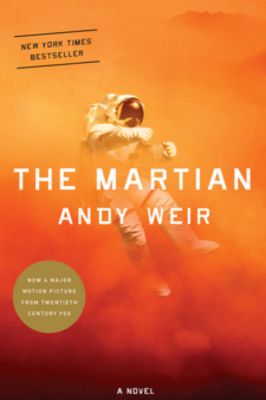 NEW YORK TIMES
BESTSELLER
THE MARTIAN
ANDY WEIR
NOW A MAJOR
MOTION PICTURE
FROM TWENTIETH
CENTURY FOX
A NOVEL